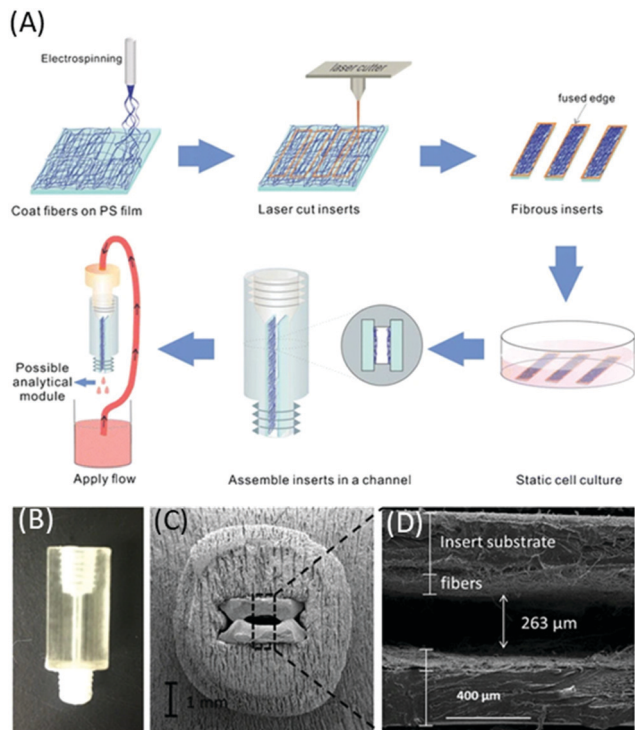 (A)
Electrospinning
laser cutter
fused edge
Coat fibers on PS film
Laser cut inserts
Fibrous inserts
Possible
analytical
module
Apply flow
Assemble inserts in a channel
Static cell culture
(B)
(C)
1 mm
(D)
Insert substrate
fibers
263 µm
400 µm